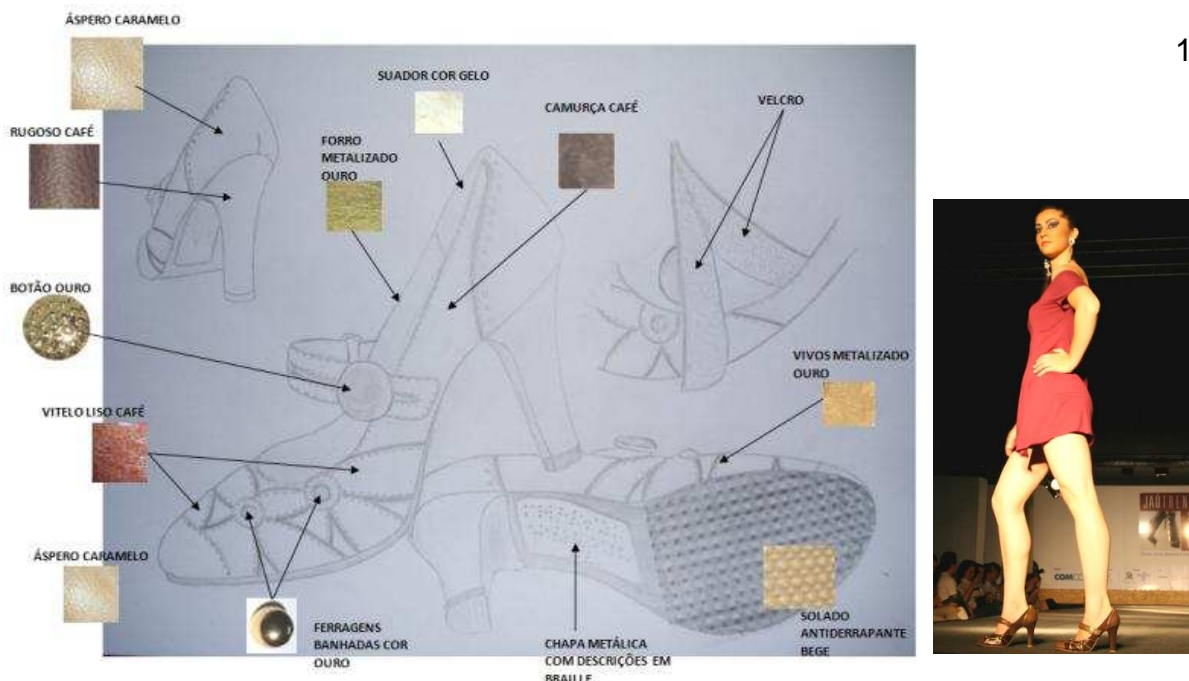 ÁSPERO CARAMELO
1
SUADOR COR GELO
CAMURÇA CAFÉ
VELCRO
RUGOSO CAFÉ
FORRO
METALIZADO
OURO
BOTÃO OURO
VIVOS METALIZADO
OURO
VITELO LISO CAFÉ
ÁSPERO CARAMELO
FERRAGENS
BANHADAS COR
OURO
CHAPA METÁLICA
COM DESCRIÇÕES EM
BRAILLE
SOLADO
ANTIDERRAPANTE
BEGE